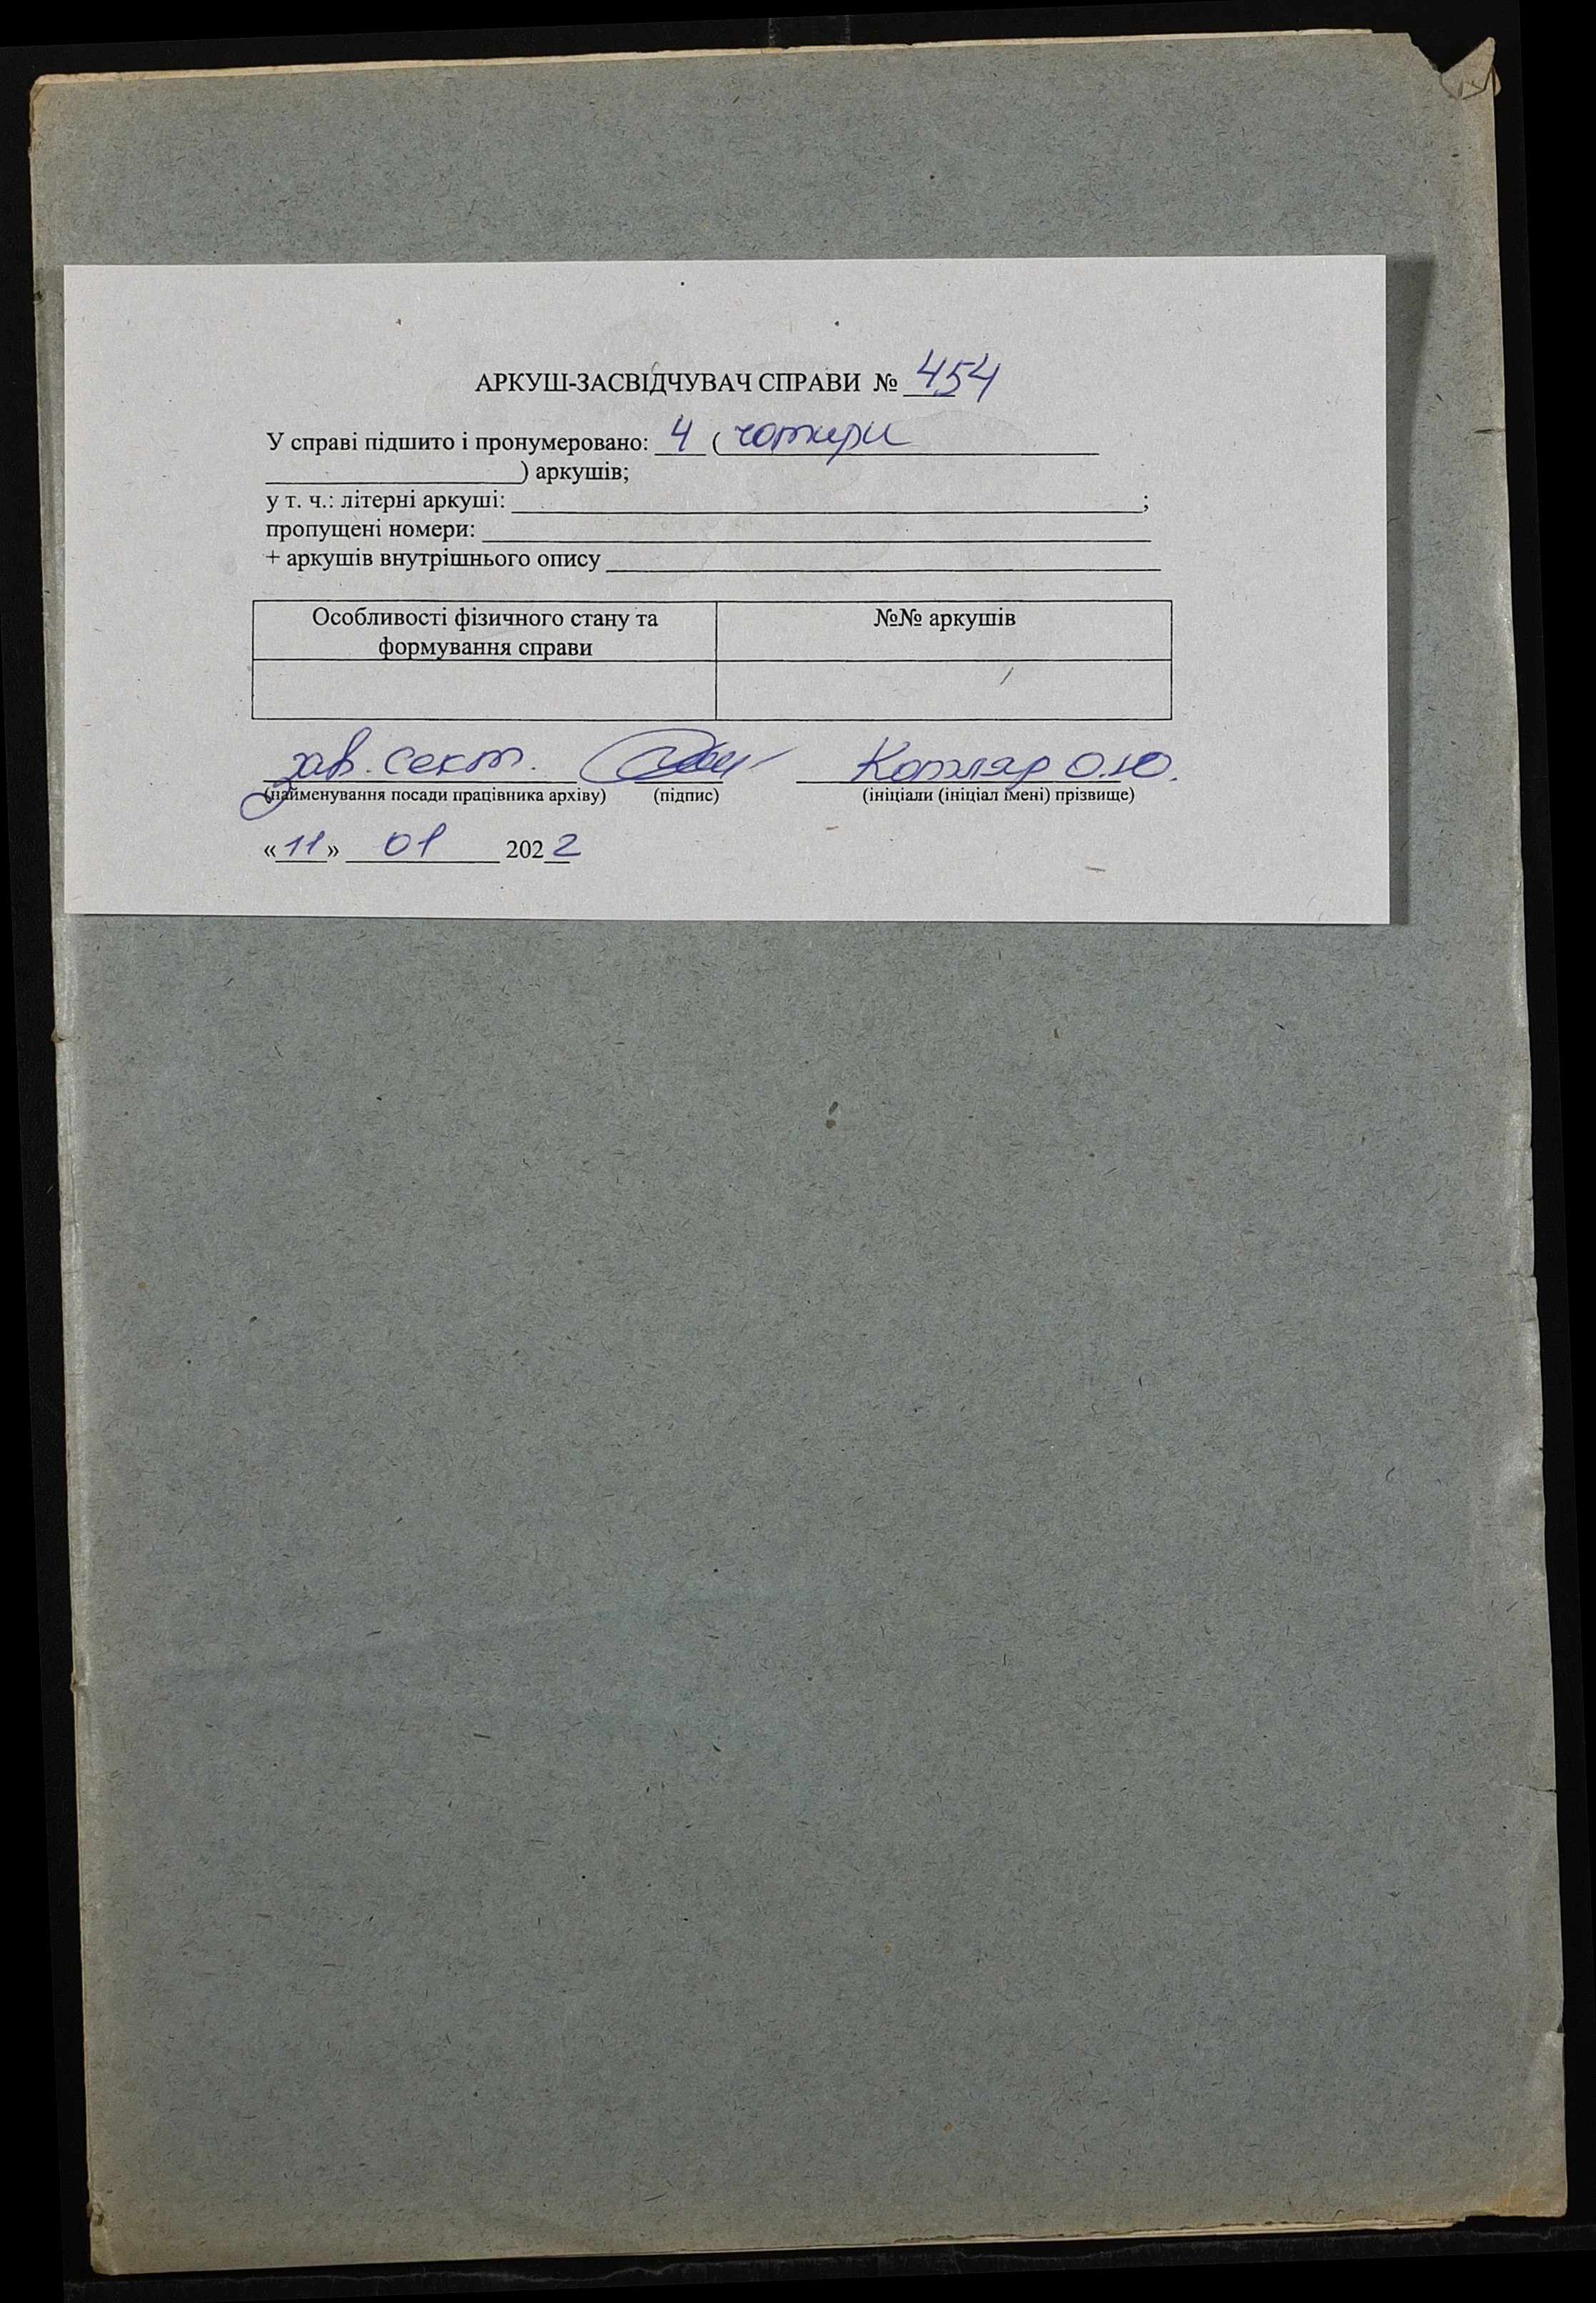 АРКУШ-ЗАСВІДЧУВАЧ СПРАВИ № 454
У справі підшито і пронумеровано: 4 (чотири
) аркушів;
у т. ч.: літерні аркуші: ;
пропущені номери:
+ аркушів внутрішнього опису
Особливості фізичного стану та формування справи
№№ аркушів
зав. сект. Котляр О.Ю.
(найменування посади працівника архіву) (підпис) (ініціали (ініціал імені) прізвище)
«11» 01 2022